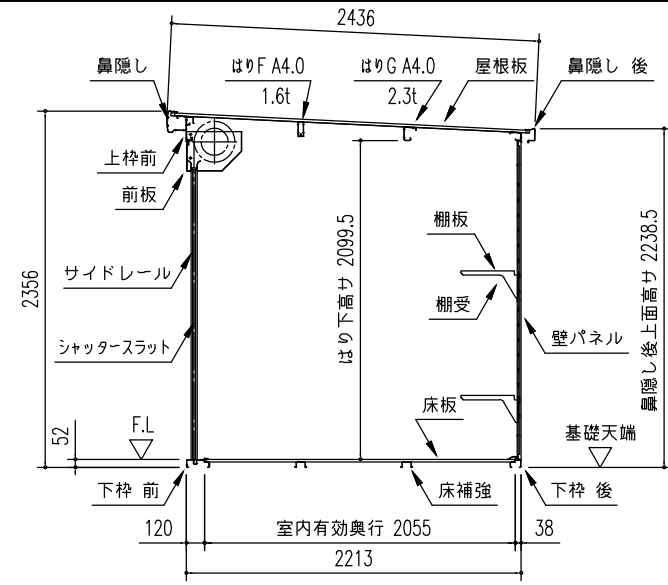 2436
鼻隠し
はりF A4.0
1.6t
はりG A4.0
2.3t
屋根板
鼻隠し 後
上枠前
前板
サイドレール
シャッタースラット
2356
52
F.L
はり下高サ 2099.5
棚板
棚受
壁パネル
鼻隠し後上面高サ 2238.5
床板
基礎天端
下枠 前
床補強
下枠 後
120
室内有効奥行 2055
38
2213